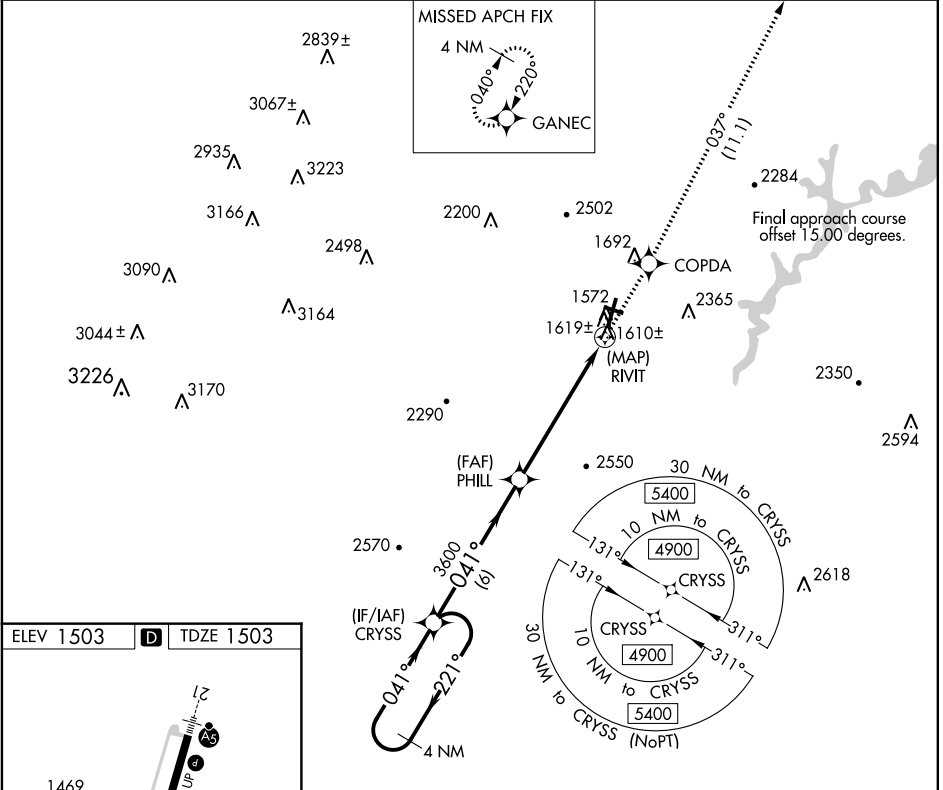 MISSED APCH FIX
4 NM
040°
220°
GANEC
2839±
3067±
2935
3223
3166
2200
2502
2284
037°
(11.1)
Final approach course
offset 15.00 degrees.
2498
1692
COPDA
3090
3164
1572
2365
3044±
1619±
1610±
(MAP)
RIVIT
3226
3170
2350
2290
2594
(FAF)
PHILL
2550
30 NM to CRYSS
5400
10 NM to CRYSS
4900
131°
CRYSS
311°
2618
2570
3600
041°
(6)
131°
CRYSS
4900
311°
10 NM to CRYSS
5400
30 NM to CRYSS (NoPT)
(IF/IAF)
CRYSS
041°
221°
4 NM
ELEV 1503
D
TDZE 1503
21
A5
P
UP
1469